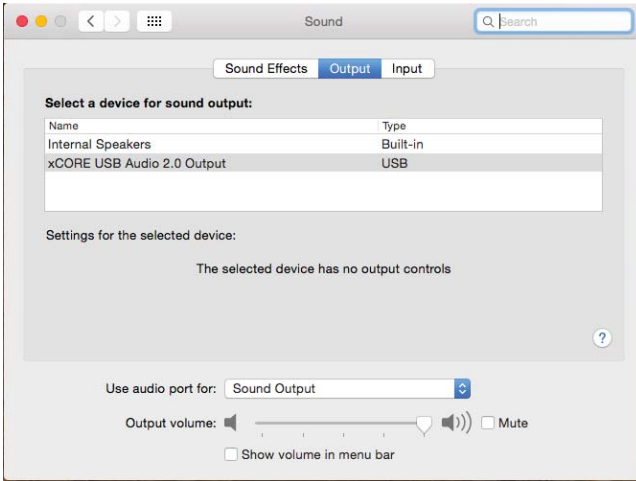 Sound
Search
Sound Effects Output Input
Select a device for sound output:
Name Type
Internal Speakers Built-in
xCORE USB Audio 2.0 Output USB
Settings for the selected device:
The selected device has no output controls
?
Use audio port for: Sound Output
Output volume: Mute
Show volume in menu bar